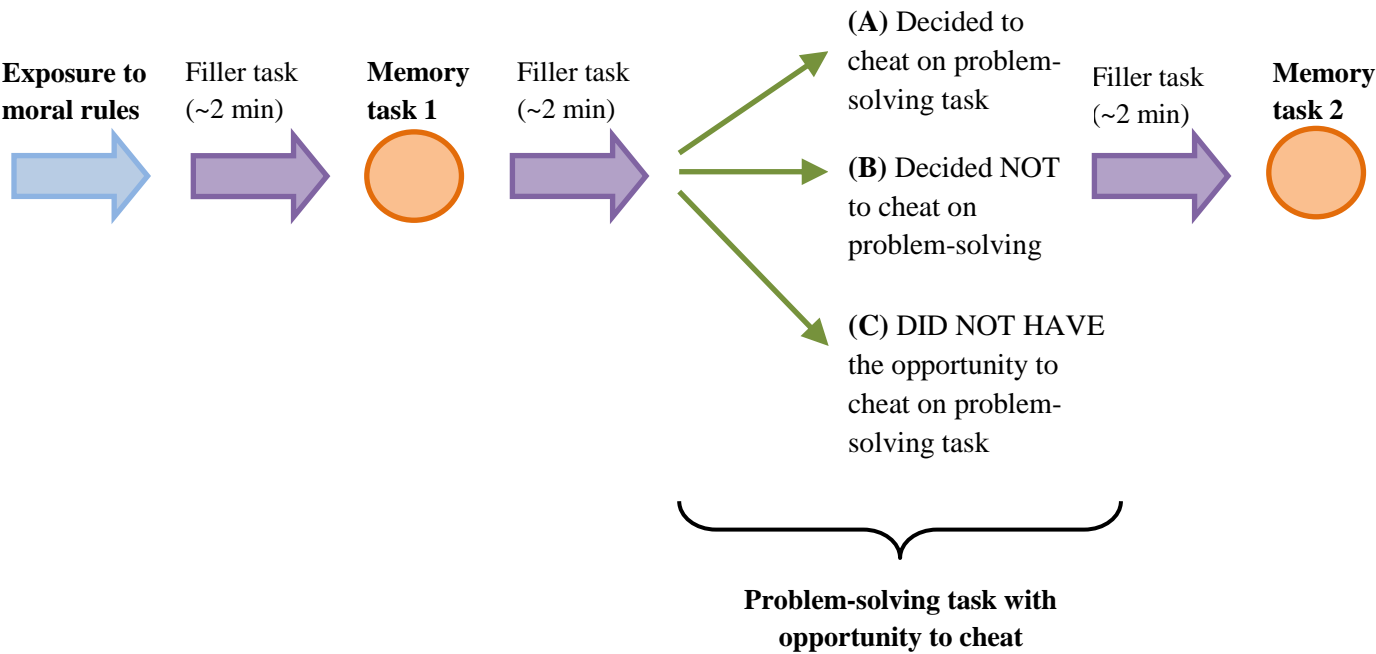 Exposure to
moral rules
Filler task
(~2 min)
Memory
task 1
Filler task
(~2 min)
(A) Decided to
cheat on problem-
solving task
(B) Decided NOT
to cheat on
problem-solving
(C) DID NOT HAVE
the opportunity to
cheat on problem-
solving task
Filler task
(~2 min)
Memory
task 2
Problem-solving task with
opportunity to cheat